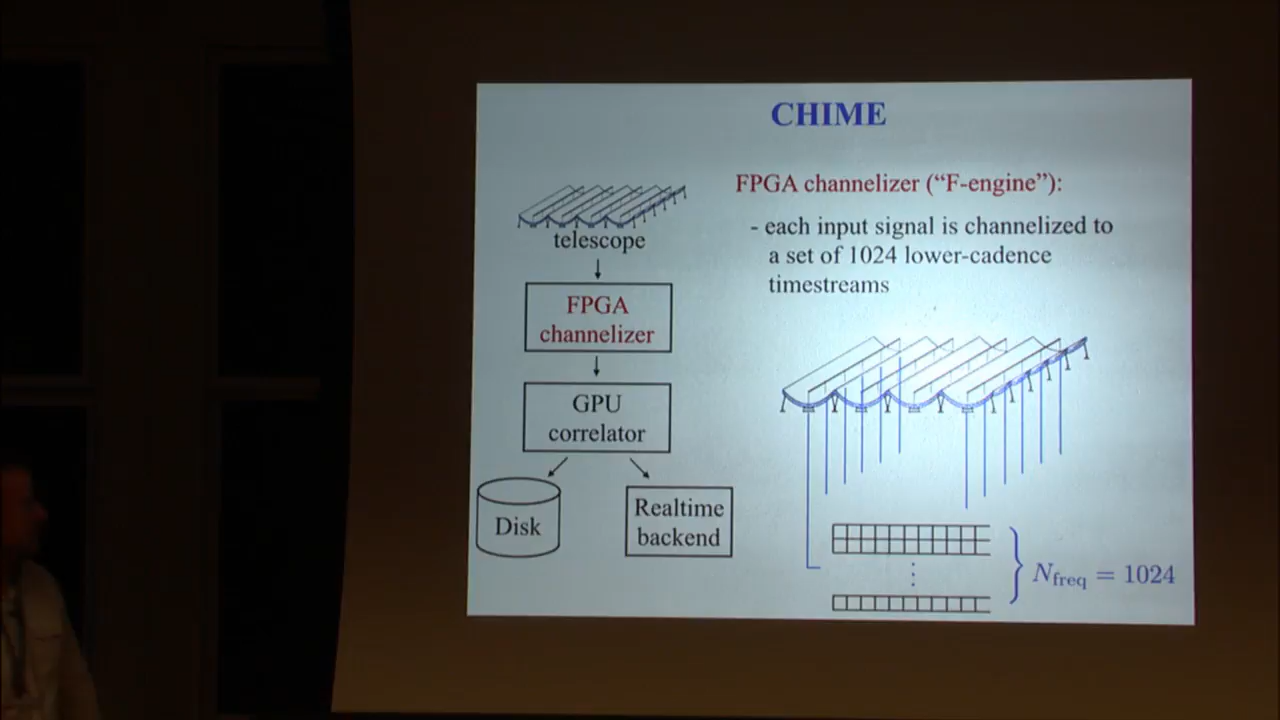 CHIME
telescope
FPGA
channelizer
GPU
correlator
Disk
Realtime
backend
FPGA channelizer (“F-engine”):
- each input signal is channelized to
a set of 1024 lower-cadence
timestreams
N_freq = 1024